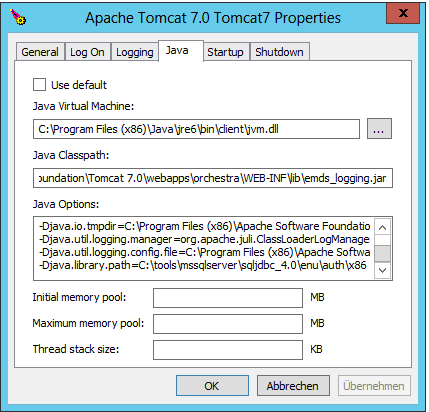 Apache Tomcat 7.0 Tomcat7 Properties
x
General Log On Logging Java Startup Shutdown
Use default
Java Virtual Machine:
C:\Program Files (x86)\Java\jre6\bin\client\jvm.dll
...
Java Classpath:
oundation\Tomcat 7.0\webapps\orchestra\WEB-INF\lib\emds_logging.jar
Java Options:
-Djava.io.tmpdir=C:\Program Files (x86)\Apache Software Foundatio
-Djava.util.logging.manager=org.apache.juli.ClassLoaderLogManage
-Djava.util.logging.config.file=C:\Program Files (x86)\Apache Softwa
-Djava.library.path=C:\tools\mssqlserver\sqljdbc_4.0\enu\auth\x86
Initial memory pool: MB
Maximum memory pool: MB
Thread stack size: KB
OK Abbrechen Übernehmen